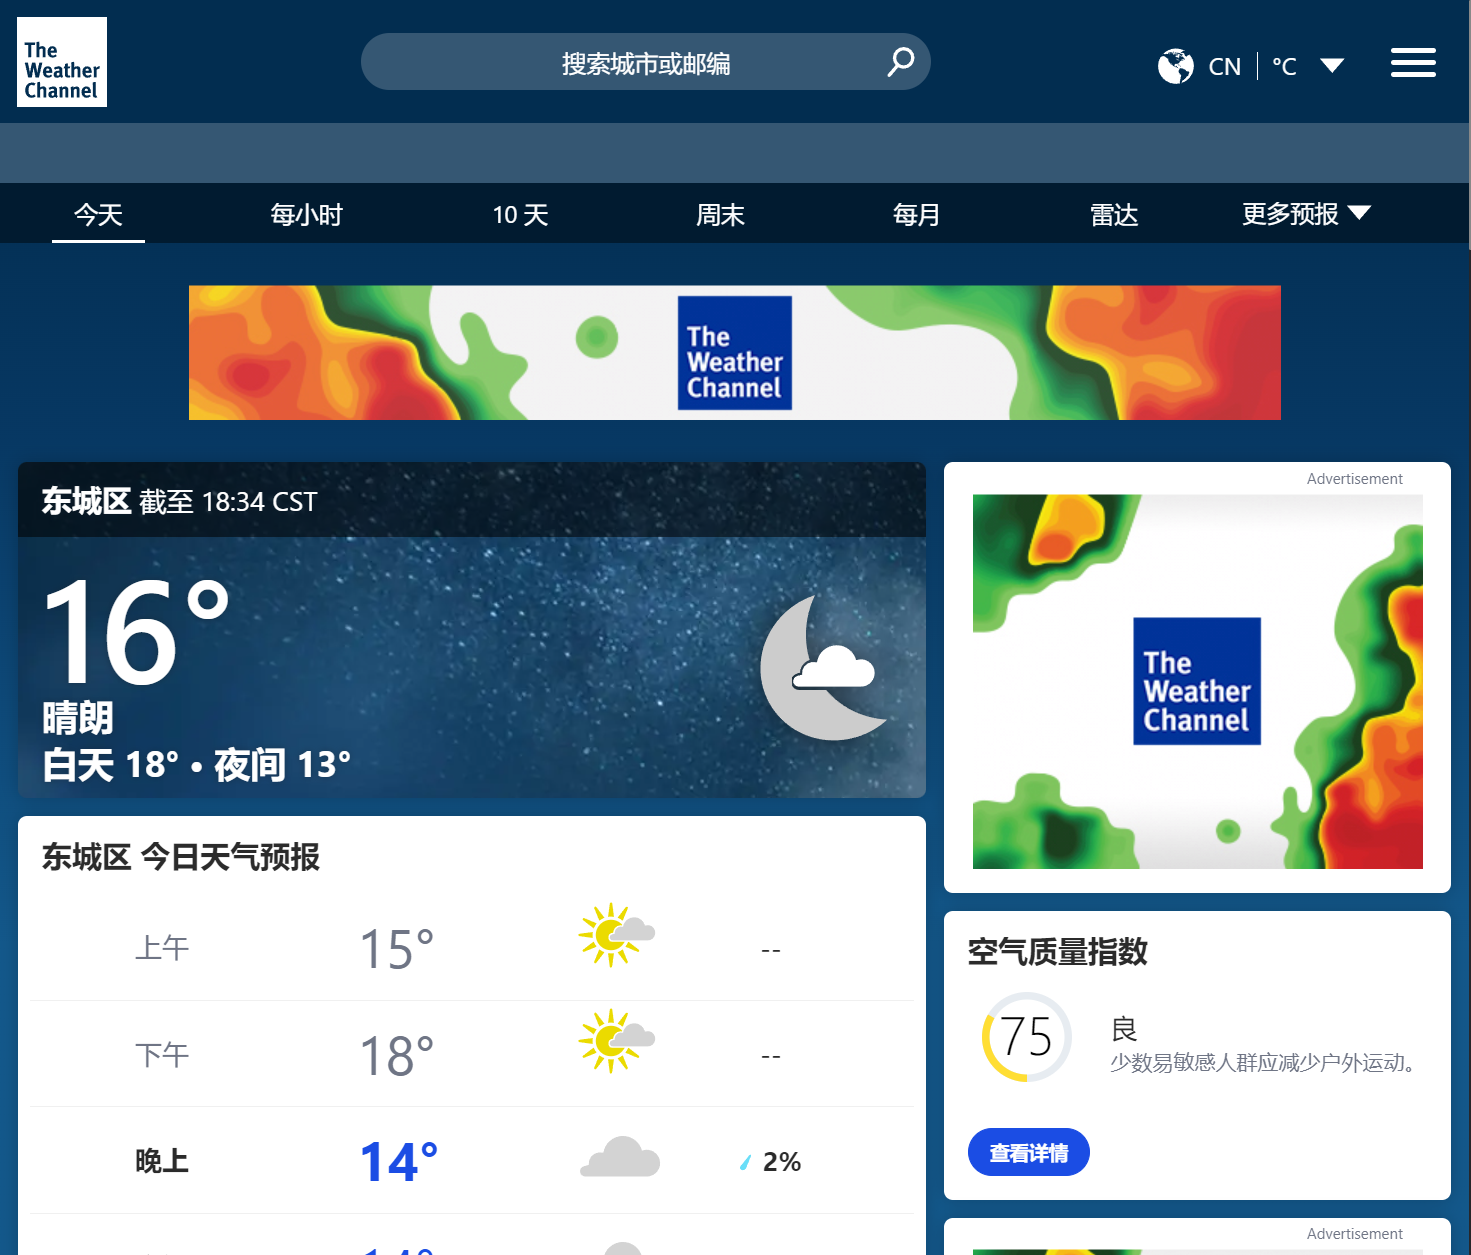 The
Weather
Channel
搜索城市或邮编
CN
°C
今天
每小时
10 天
周末
每月
雷达
更多预报
The
Weather
Channel
东城区 截至 18:34 CST
16°
晴朗
白天 18° • 夜间 13°
Advertisement
The
Weather
Channel
东城区 今日天气预报
上午 15° --
下午 18° --
晚上 14° 2%
空气质量指数
75
良
少数易敏感人群应减少户外运动。
查看详情
Advertisement